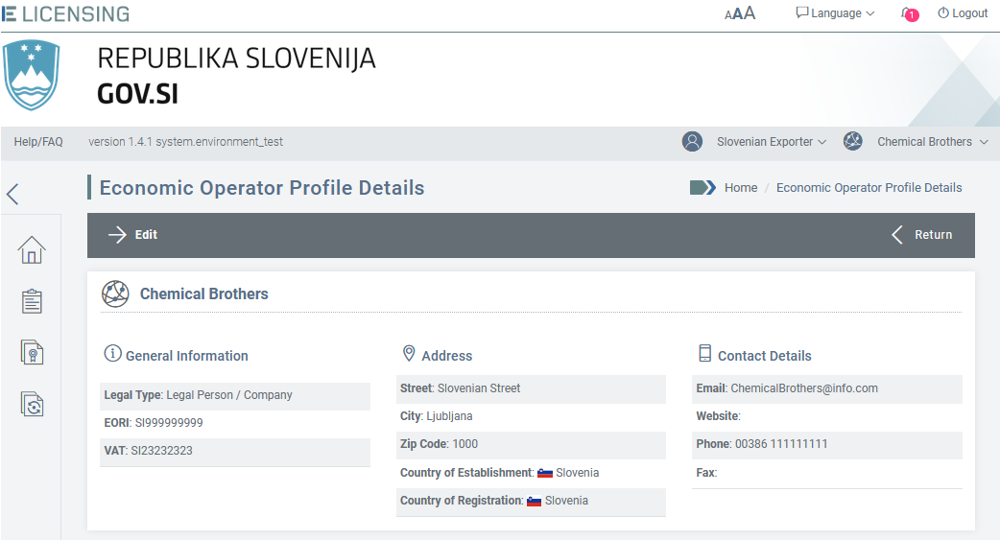 E LICENSING
AAA
Language
1
Logout
REPUBLIKA SLOVENIJA
GOV.SI
Help/FAQ
version 1.4.1 system.environment_test
Slovenian Exporter
Chemical Brothers
Economic Operator Profile Details
Home / Economic Operator Profile Details
Edit
Return
Chemical Brothers
General Information
Legal Type: Legal Person / Company
EORI: SI999999999
VAT: SI23232323
Address
Street: Slovenian Street
City: Ljubljana
Zip Code: 1000
Country of Establishment: Slovenia
Country of Registration: Slovenia
Contact Details
Email: ChemicalBrothers@info.com
Website:
Phone: 00386 111111111
Fax: